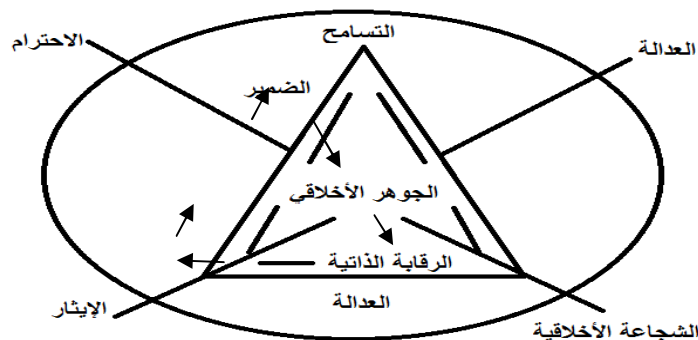 التسامح
الاحترام
العدالة
الضمير
الجوهر الأخلاقي
الرقابة الذاتية
العدالة
الإيثار
الشجاعة الأخلاقية